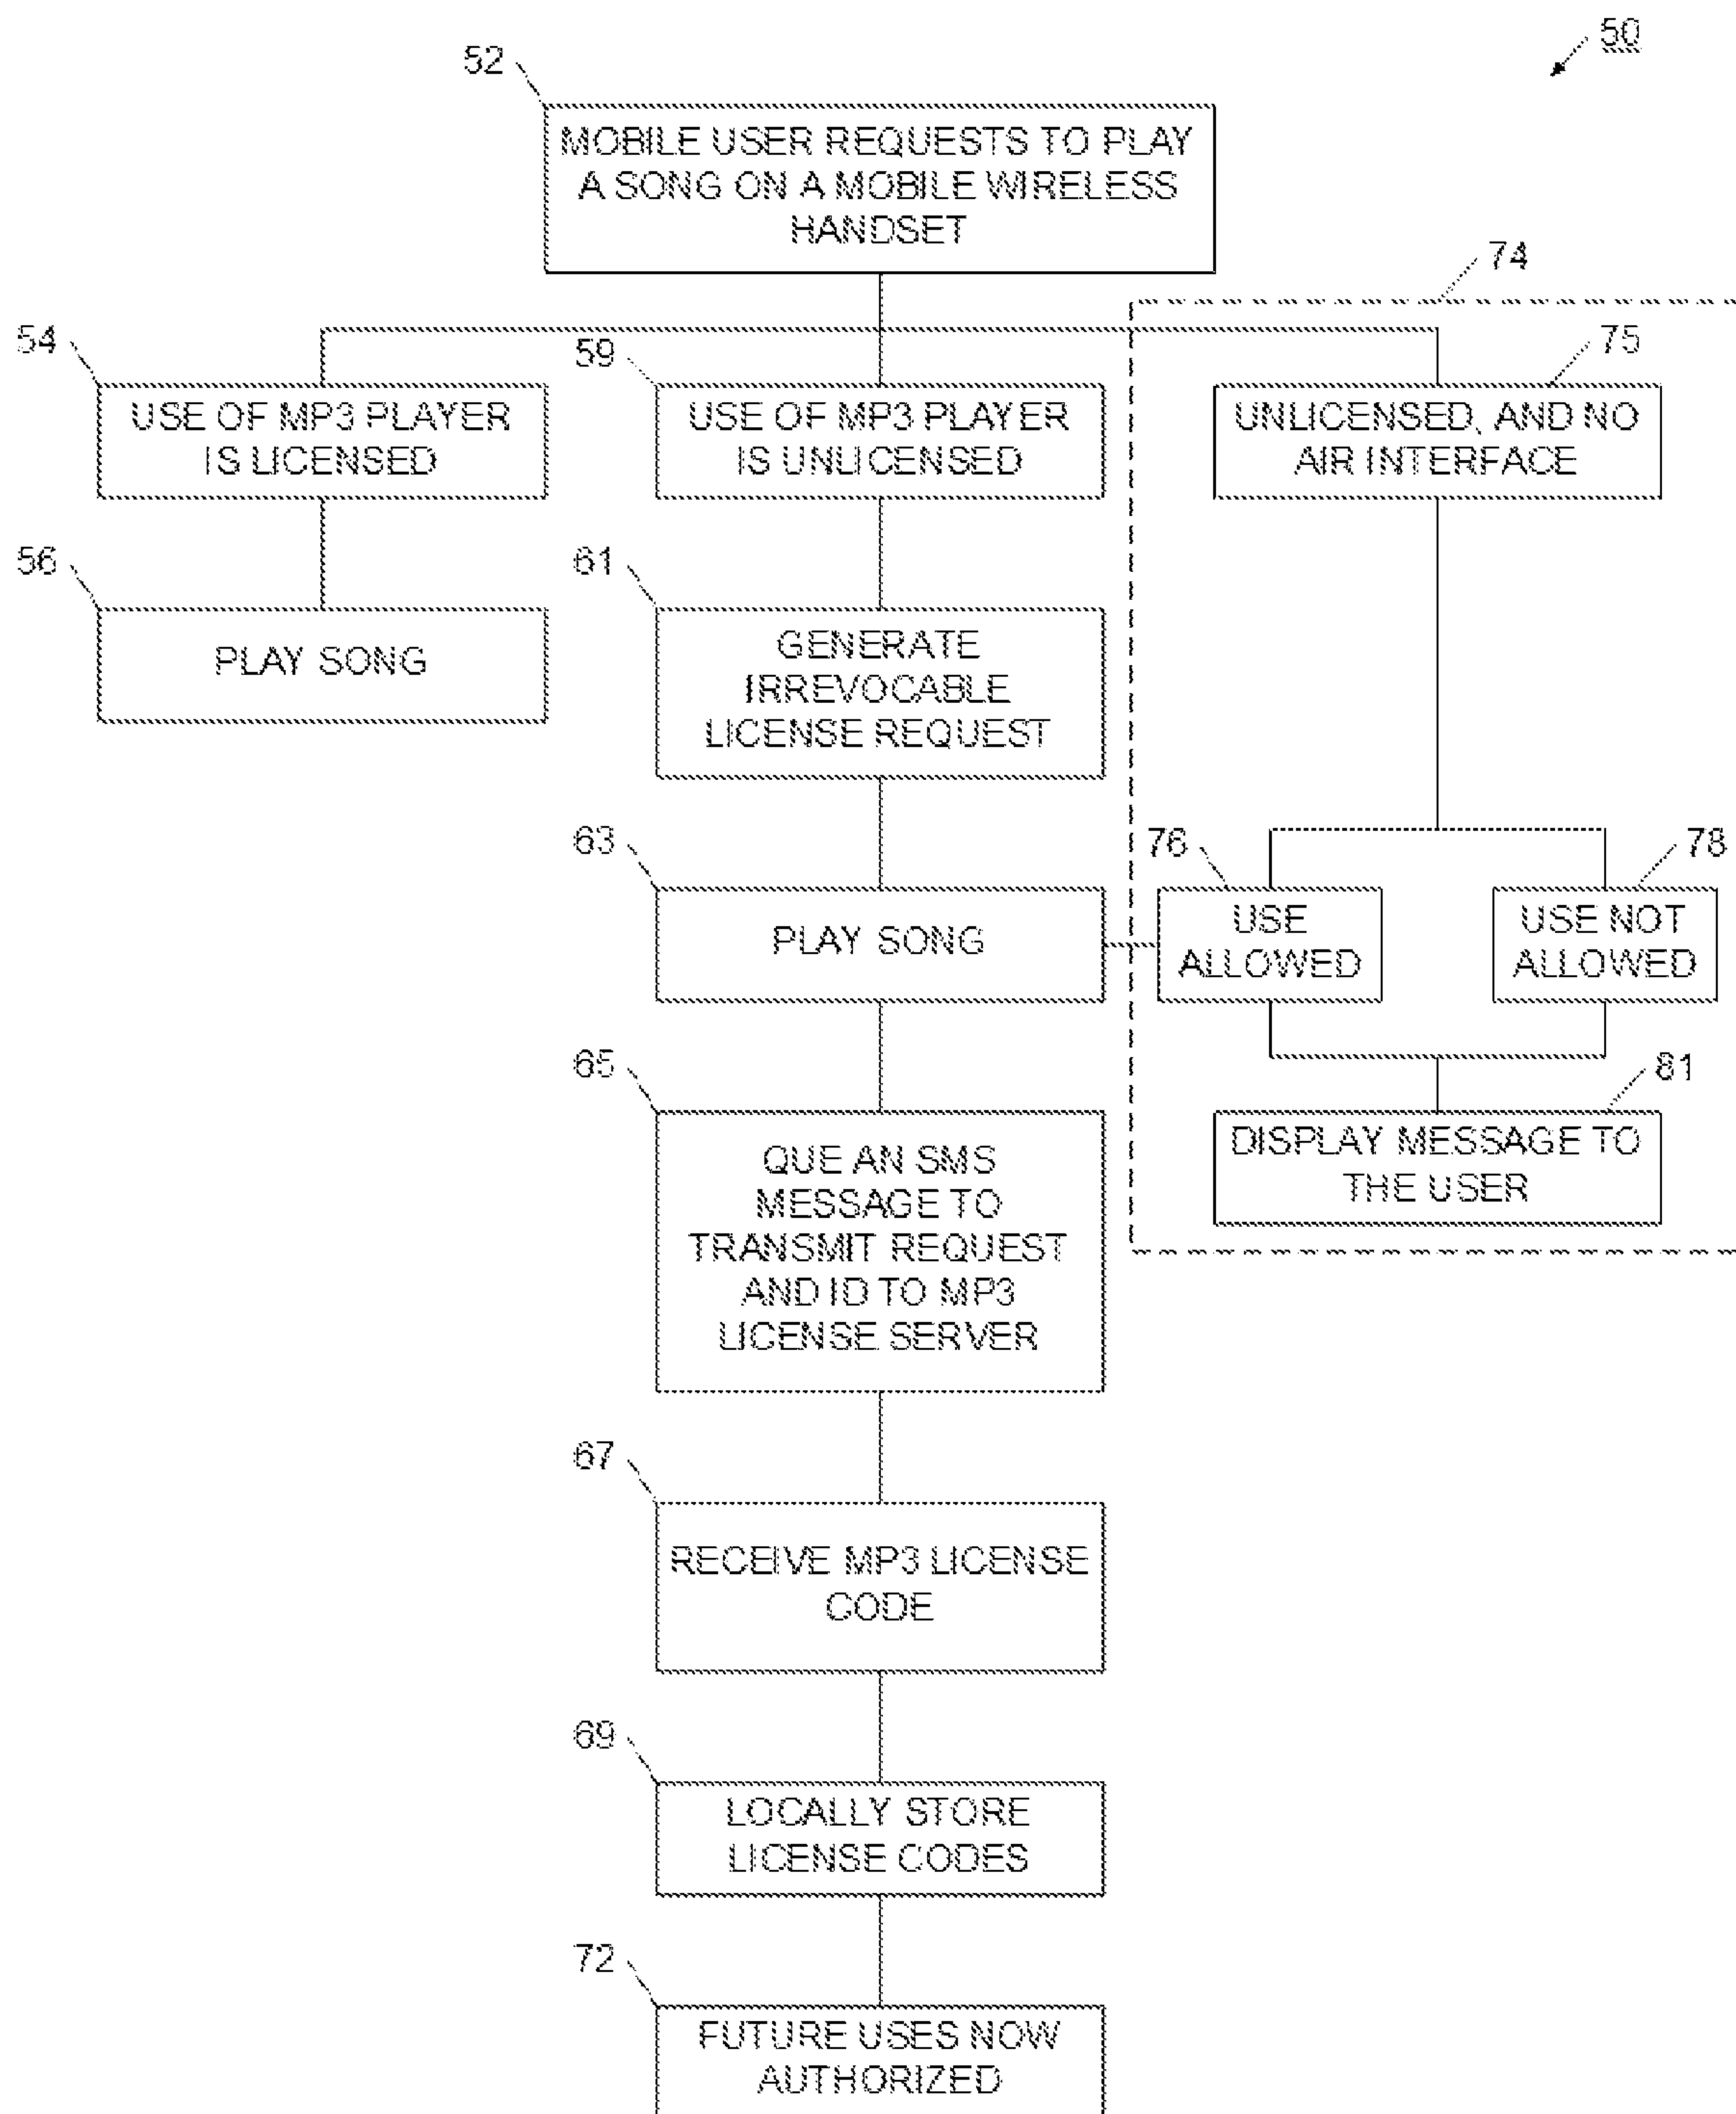 50
52
MOBILE USER REQUESTS TO PLAY
A SONG ON A MOBILE WIRELESS
HANDSET
74
54
USE OF MP3 PLAYER
IS LICENSED
59
USE OF MP3 PLAYER
IS UNLICENSED
75
UNLICENSED, AND NO
AIR INTERFACE
56
PLAY SONG
61
GENERATE
IRREVOCABLE
LICENSE REQUEST
63
PLAY SONG
76
USE
ALLOWED
78
USE NOT
ALLOWED
65
QUE AN SMS
MESSAGE TO
TRANSMIT REQUEST
AND ID TO MP3
LICENSE SERVER
81
DISPLAY MESSAGE TO
THE USER
67
RECEIVE MP3 LICENSE
CODE
69
LOCALLY STORE
LICENSE CODES
72
FUTURE USES NOW
AUTHORIZED